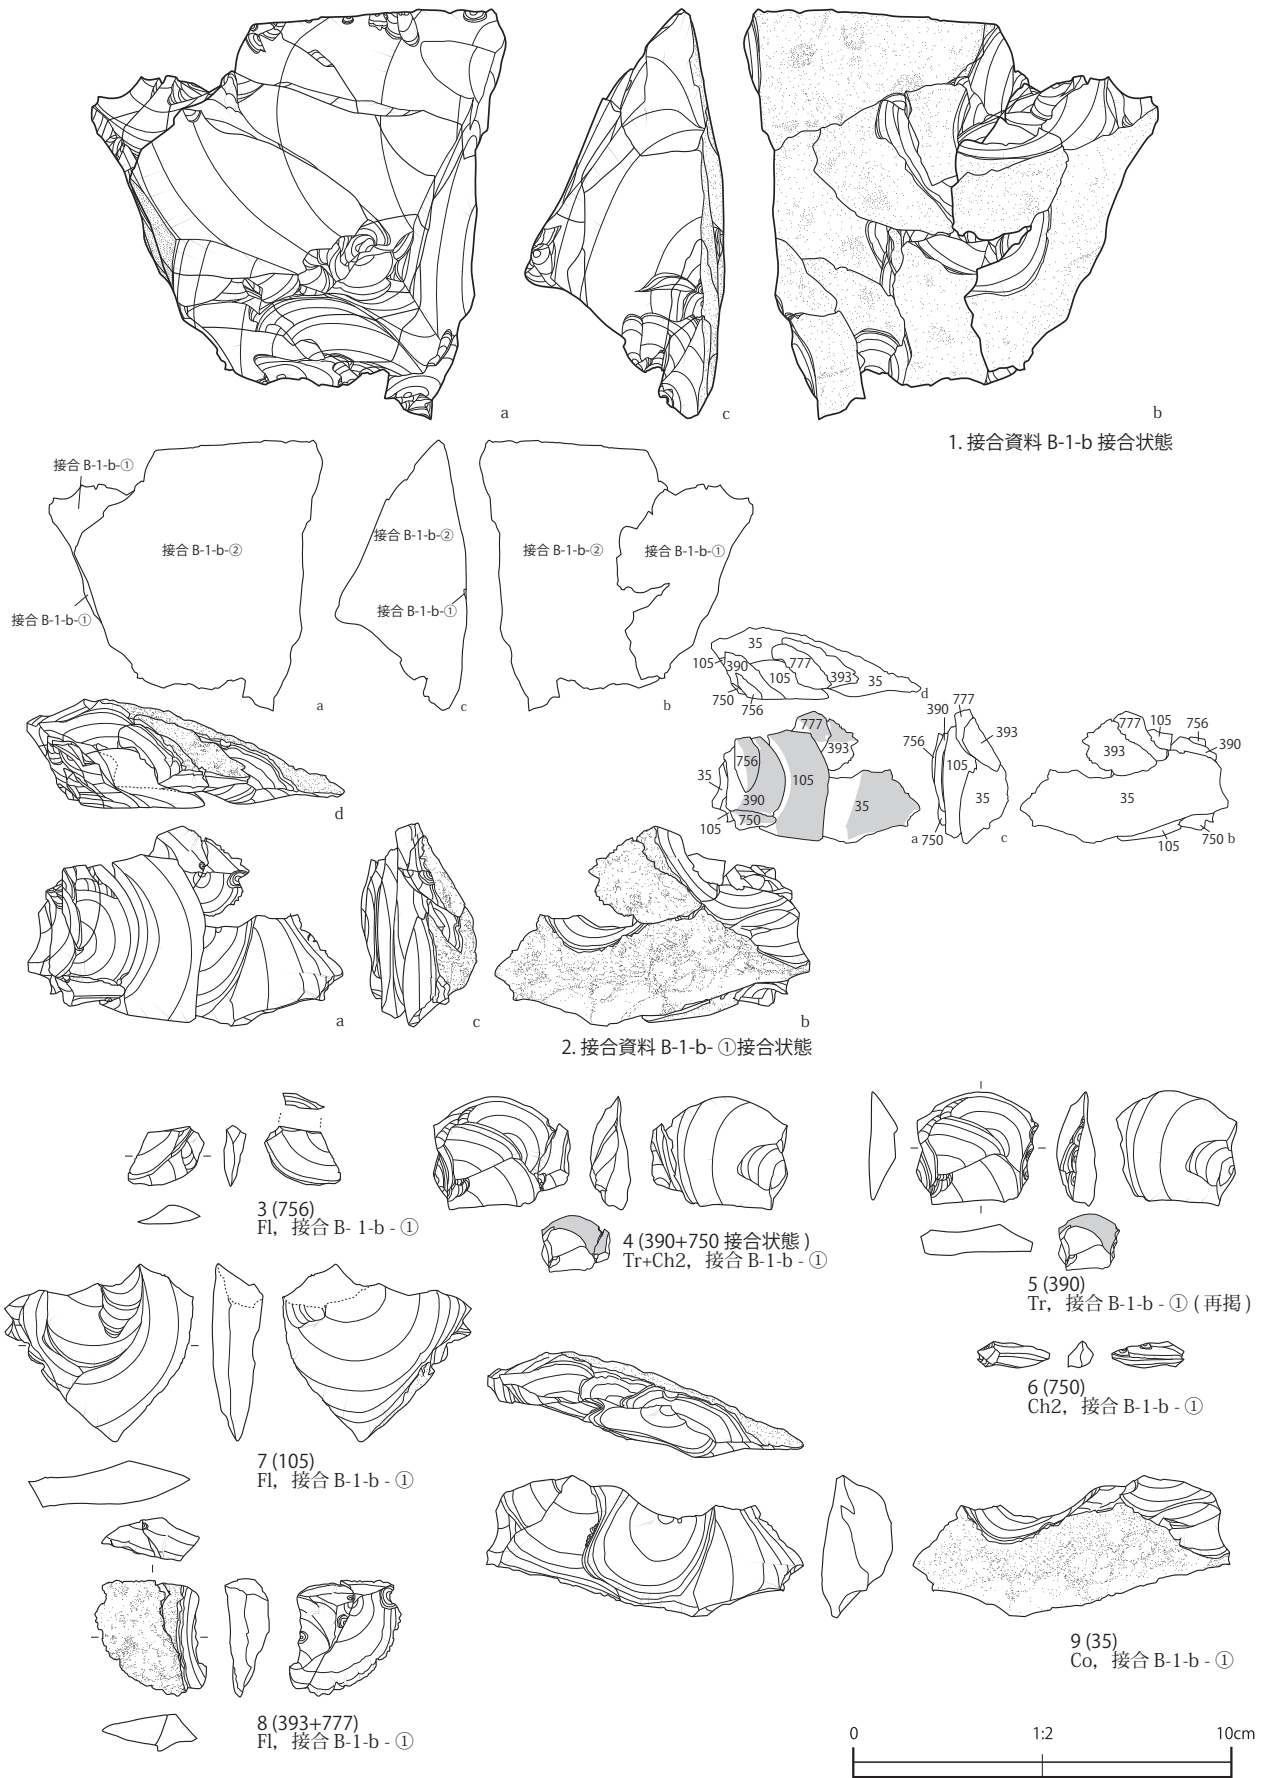 a
c
b
1. 接合資料 B-1-b 接合状態
接合 B-1-b-①
接合 B-1-b-②
接合 B-1-b-①
a
接合 B-1-b-②
接合 B-1-b-①
c
接合 B-1-b-②
接合 B-1-b-①
b
35
105
390
777
105
393
35
750
756
d
777
393
756
105
35
390
35
750
105
a
777
390
393
756
105
35
750
c
777
105
756
393
390
35
105
750
b
d
a
c
b
2. 接合資料 B-1-b- ①接合状態
3 (756)
Fl, 接合 B- 1-b - ①
4 (390+750 接合状態 )
Tr+Ch2, 接合 B-1-b - ①
5 (390)
Tr, 接合 B-1-b - ① ( 再掲 )
6 (750)
Ch2, 接合 B-1-b - ①
7 (105)
Fl, 接合 B-1-b - ①
8 (393+777)
Fl, 接合 B-1-b - ①
9 (35)
Co, 接合 B-1-b - ①
0 1:2 10cm